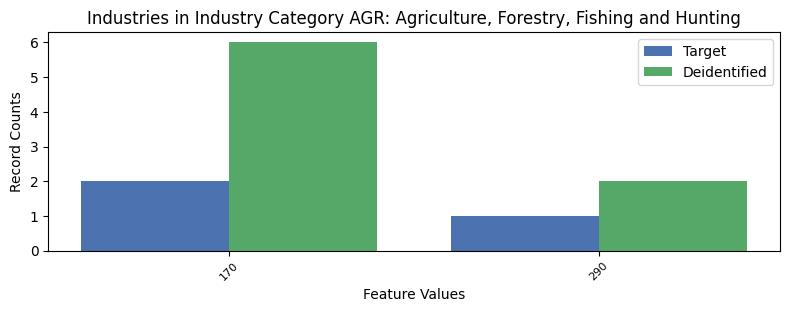 Industries in Industry Category AGR: Agriculture, Forestry, Fishing and Hunting
Target
Deidentified
Record Counts
6
5
4
3
2
1
0
170
290
Feature Values